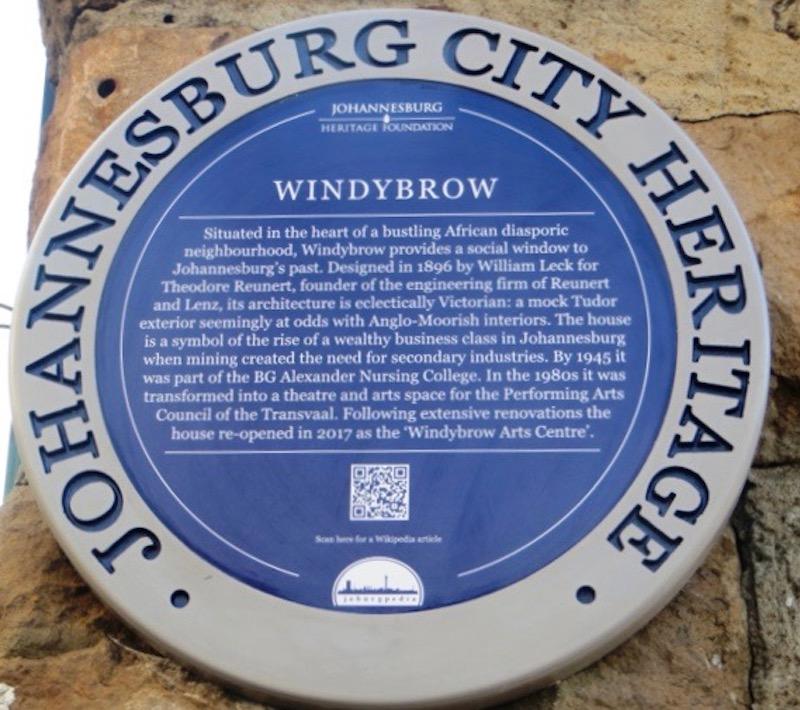 JOHANNESBURG CITY HERITAGE
JOHANNESBURG
HERITAGE FOUNDATION
WINDYBROW
Situated in the heart of a bustling African diasporic
neighbourhood, Windybrow provides a social window to
Johannesburg's past. Designed in 1896 by William Leck for
Theodore Reunert, founder of the engineering firm of Reunert
and Lenz, its architecture is eclectically Victorian: a mock Tudor
exterior seemingly at odds with Anglo-Moorish interiors. The house
is a symbol of the rise of a wealthy business class in Johannesburg
when mining created the need for secondary industries. By 1945 it
was part of the BG Alexander Nursing College. In the 1980s it was
transformed into a theatre and arts space for the Performing Arts
Council of the Transvaal. Following extensive renovations the
house re-opened in 2017 as the 'Windybrow Arts Centre'.
Scan here for a Wikipedia article
joburgpedia